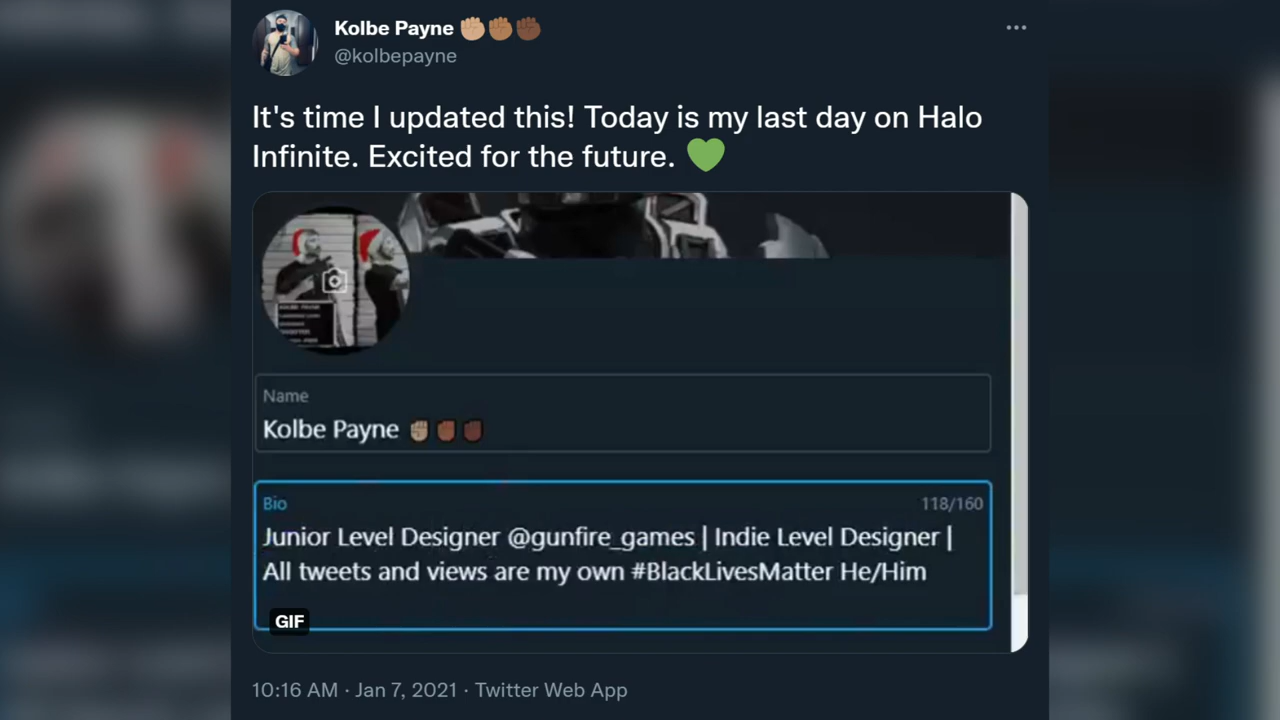 Kolbe Payne ✊🏼✊🏽✊🏾
@kolbepayne
It's time I updated this! Today is my last day on Halo
Infinite. Excited for the future. 💚
Name
Kolbe Payne ✊🏼✊🏽✊🏾
Bio
118/160
Junior Level Designer @gunfire_games | Indie Level Designer |
All tweets and views are my own #BlackLivesMatter He/Him
GIF
10:16 AM · Jan 7, 2021 · Twitter Web App